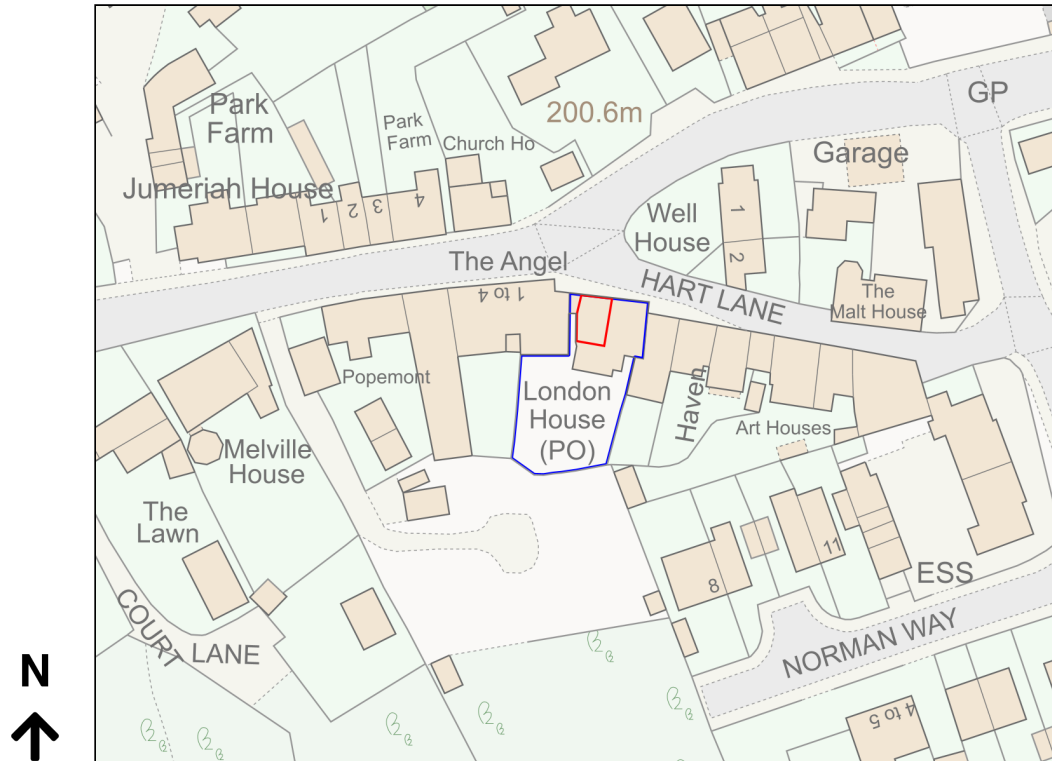 GP
Park
Farm
200.6m
Park
Farm
Church Ho
Garage
Jumeriah House
1
2
3
4
Well
House
1
2
The Angel
HART LANE
1 to 4
The
Malt House
Popemont
London
House
(PO)
Haven
Art Houses
Melville
House
The
Lawn
11
8
ESS
COURT LANE
NORMAN WAY
N
4 to 5